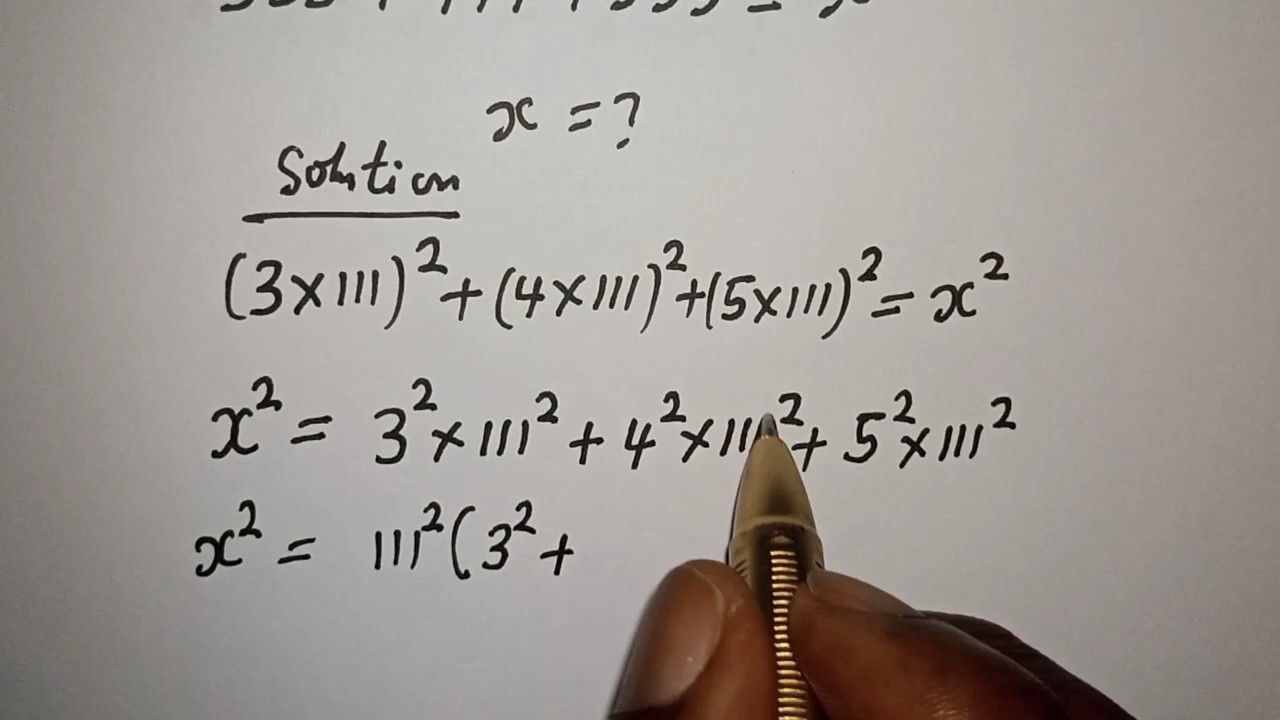 x = ?
Solution
(3×111)² + (4×111)² + (5×111)² = x²
x² = 3²×111² + 4²×111² + 5²×111²
x² = 111²(3² +